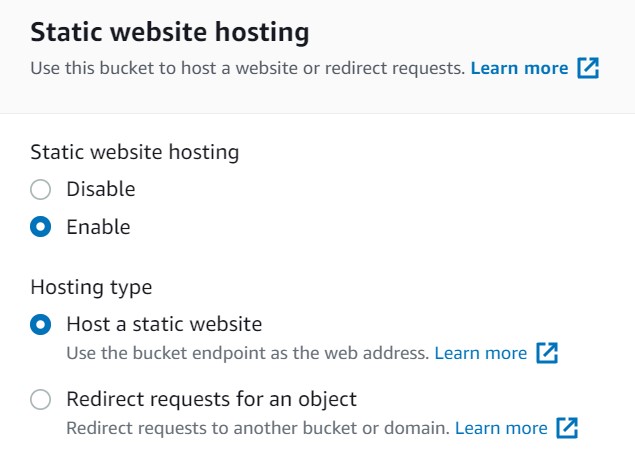 Static website hosting
Use this bucket to host a website or redirect requests. Learn more
Static website hosting
Disable
Enable
Hosting type
Host a static website
Use the bucket endpoint as the web address. Learn more
Redirect requests for an object
Redirect requests to another bucket or domain. Learn more